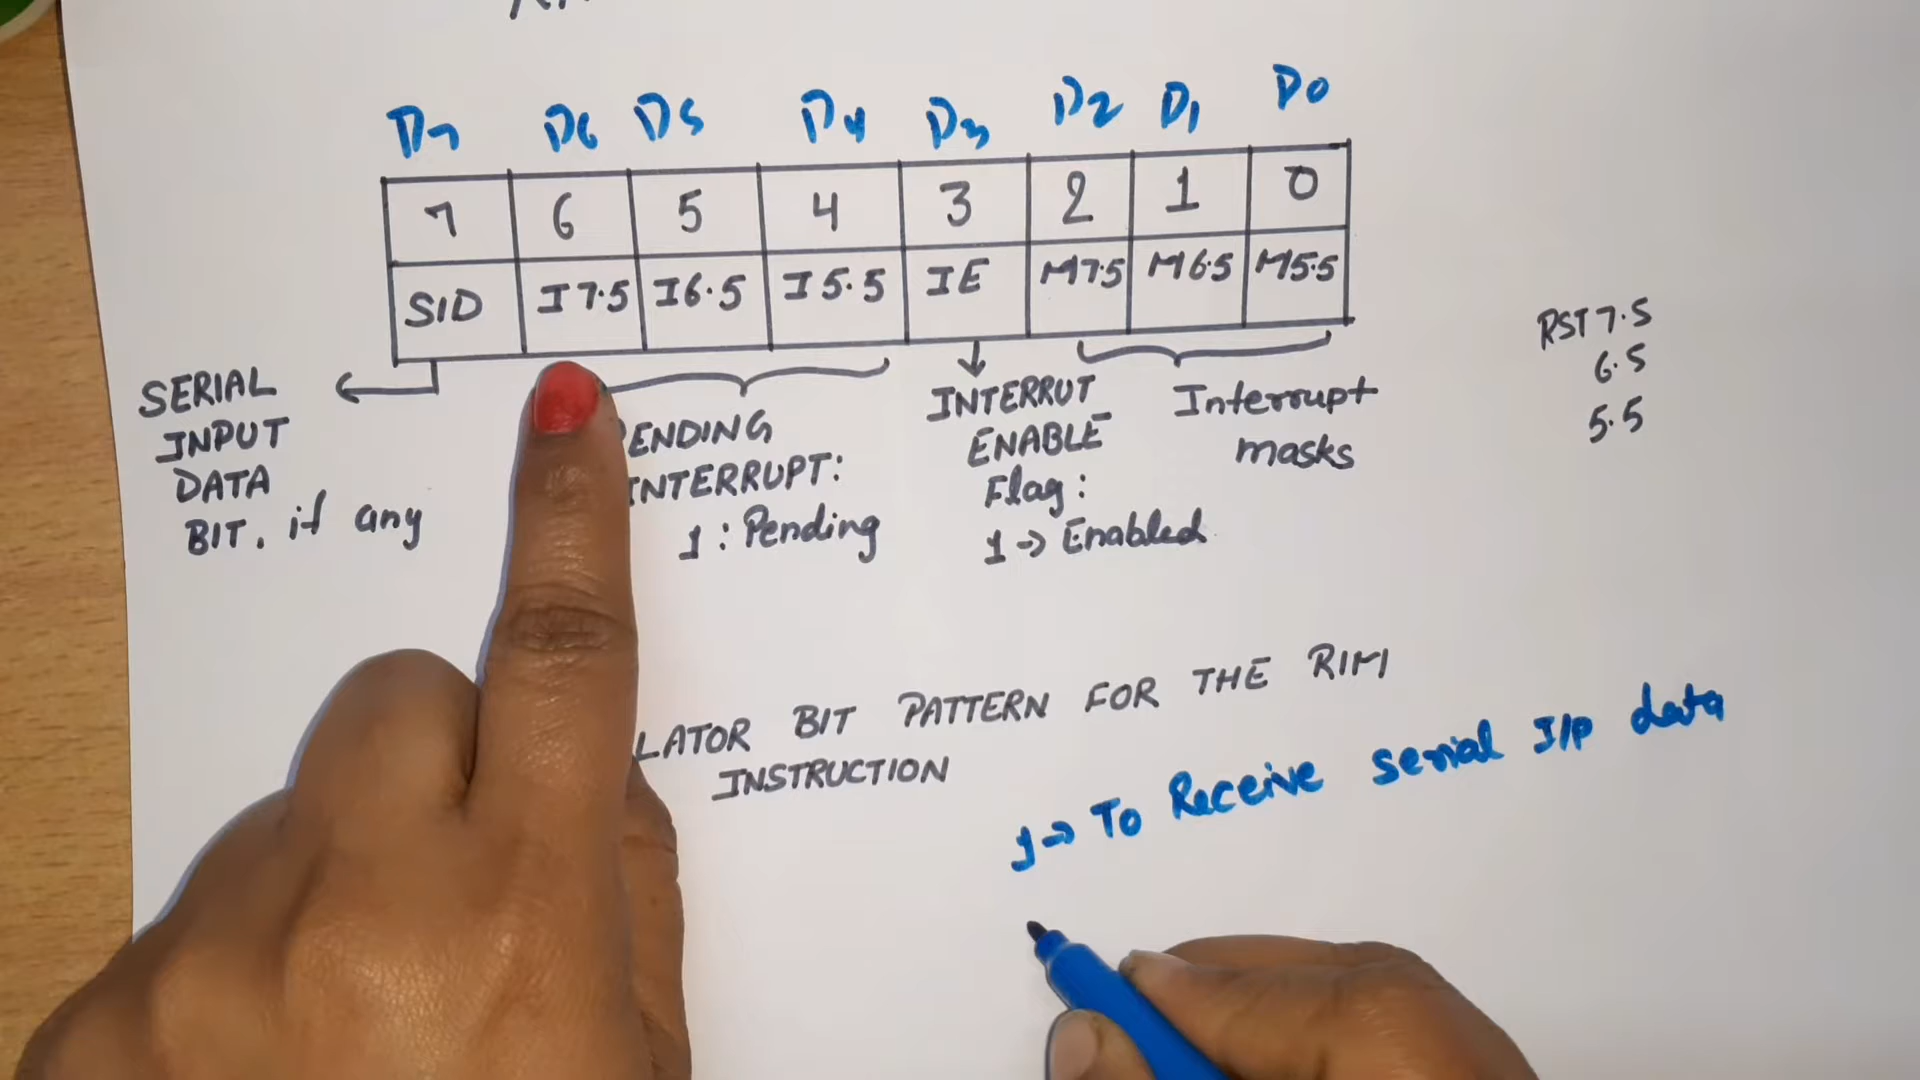 D7 D6 D5 D4 D3 D2 D1 D0
7 6 5 4 3 2 1 0
SID I7.5 I6.5 I5.5 IE M7.5 M6.5 M5.5
SERIAL
INPUT
DATA
BIT. if any
ENDING
INTERRUPT:
1 : Pending
INTERRUT
ENABLE
Flag :
1 → Enabled
Interrupt
masks
RST 7.5
6.5
5.5
LATOR BIT PATTERN FOR THE RIM
INSTRUCTION
1 → To Receive serial I/p data